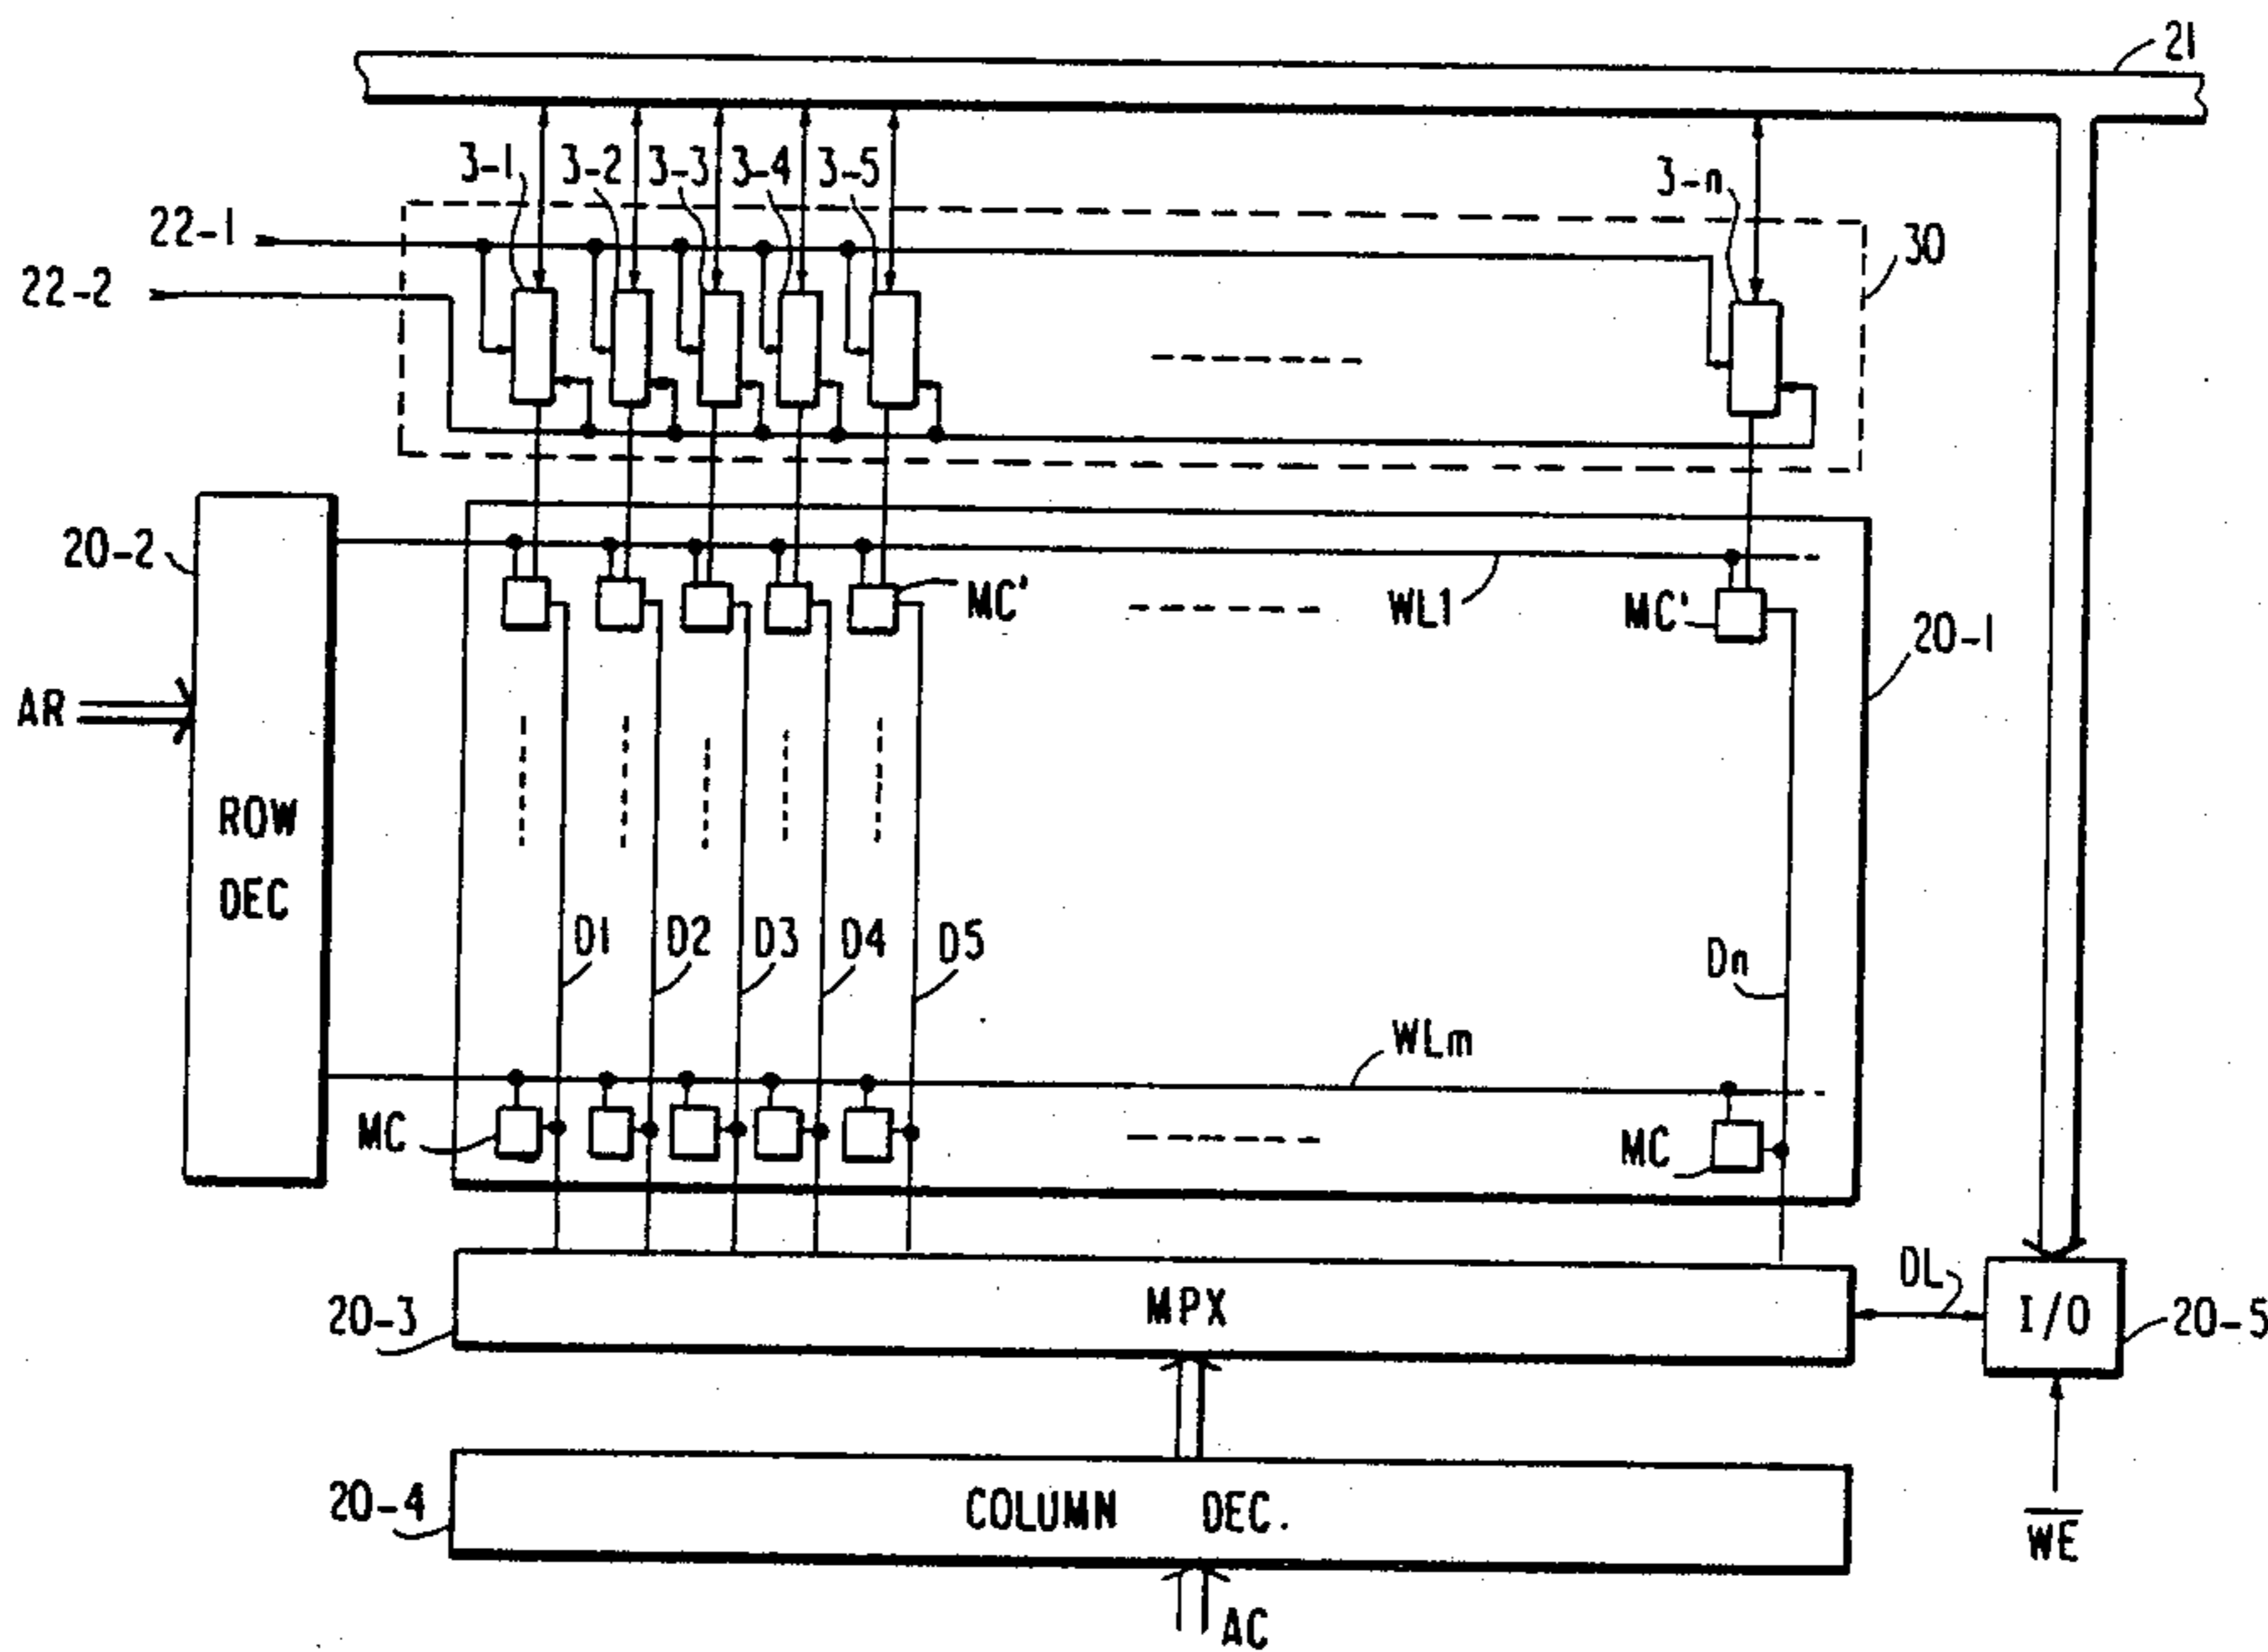 21
3-1 3-2 3-3 3-4 3-5 3-n
22-1
30
22-2
20-2
MC'
WL1
MC'
20-1
AR
ROW
DEC
D1 D2 D3 D4 D5 Dn
WLm
MC
MC
DL
20-3
MPX
I/O
20-5
20-4
COLUMN DEC.
WE
AC